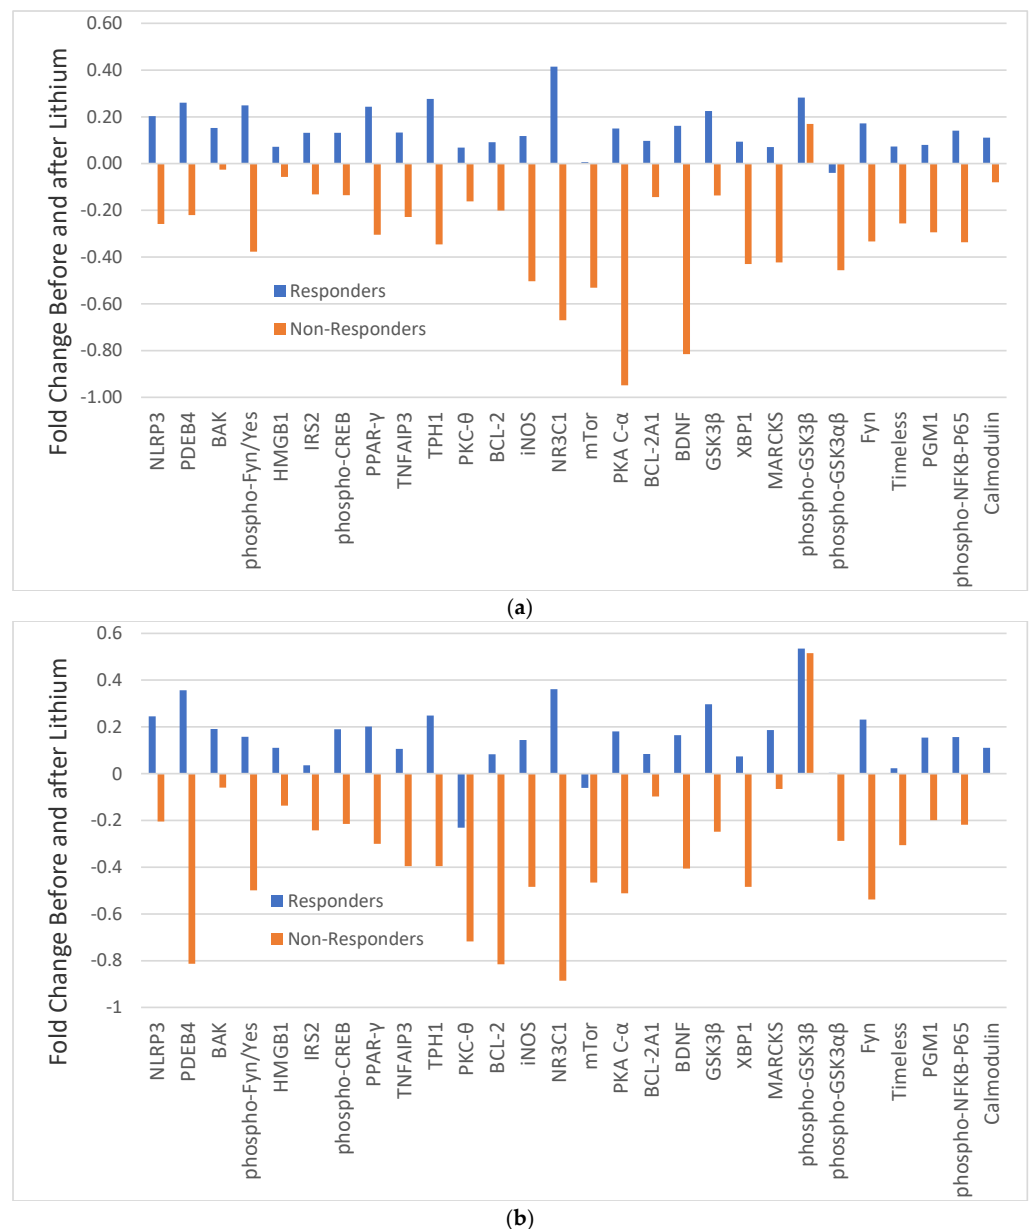 Fold Change Before and after Lithium
0.60
0.40
0.20
0.00
-0.20
-0.40
-0.60
-0.80
-1.00
Responders
Non-Responders
NLRP3
PDEB4
BAK
phospho-Fyn/Yes
HMGB1
IRS2
phospho-CREB
PPAR-γ
TNFAIP3
TPH1
PKC-θ
BCL-2
iNOS
NR3C1
mTor
PKA C-α
BCL-2A1
BDNF
GSK3β
XBP1
MARCKS
phospho-GSK3β
phospho-GSK3αβ
Fyn
Timeless
PGM1
phospho-NFKB-P65
Calmodulin
(a)
Fold Change Before and after Lithium
0.6
0.4
0.2
0
-0.2
-0.4
-0.6
-0.8
-1
Responders
Non-Responders
NLRP3
PDEB4
BAK
phospho-Fyn/Yes
HMGB1
IRS2
phospho-CREB
PPAR-γ
TNFAIP3
TPH1
PKC-θ
BCL-2
iNOS
NR3C1
mTor
PKA C-α
BCL-2A1
BDNF
GSK3β
XBP1
MARCKS
phospho-GSK3β
phospho-GSK3αβ
Fyn
Timeless
PGM1
phospho-NFKB-P65
Calmodulin
(b)